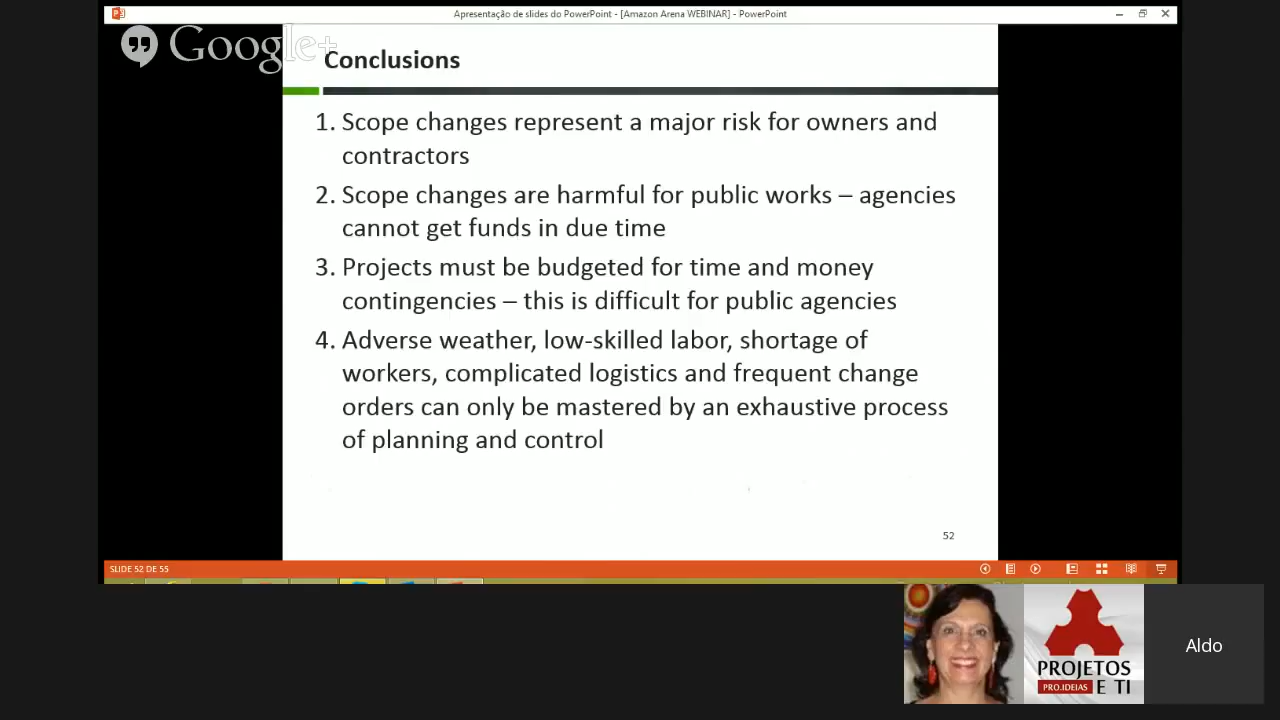 Apresentação de slides do PowerPoint - [Amazon Arena WEBINAR] - PowerPoint
Google+
Conclusions
1. Scope changes represent a major risk for owners and
contractors
2. Scope changes are harmful for public works – agencies
cannot get funds in due time
3. Projects must be budgeted for time and money
contingencies – this is difficult for public agencies
4. Adverse weather, low-skilled labor, shortage of
workers, complicated logistics and frequent change
orders can only be mastered by an exhaustive process
of planning and control
52
SLIDE 52 DE 55
PROJETOS
PRO.IDEIAS E TI
Aldo